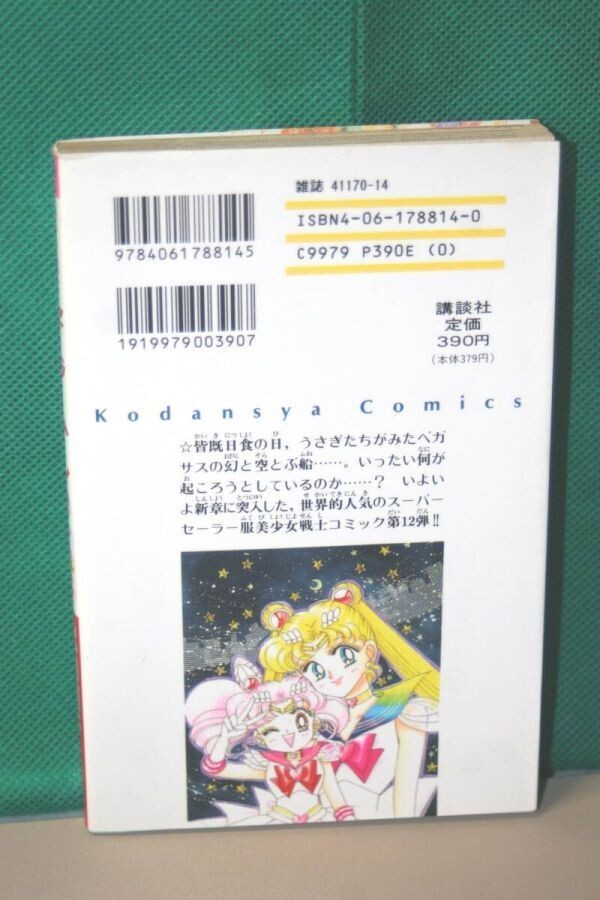 雑誌 41170-14
ISBN4-06-178814-0
C9979 P390E (0)
9784061788145
1919979003907
講談社
定価
390円
(本体379円)
Kodansya Comics
☆皆既日食の日，うさぎたちがみたペガ
サスの幻と空とぶ船……。いったい何が
起ころうとしているのか……？ いよい
よ新章に突入した，世界的人気のスーパー
セーラー服美少女戦士コミック第12弾!!